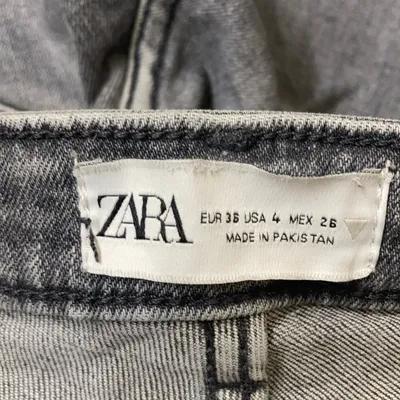 ZARA
EUR 36 USA 4 MEX 26
MADE IN PAKISTAN